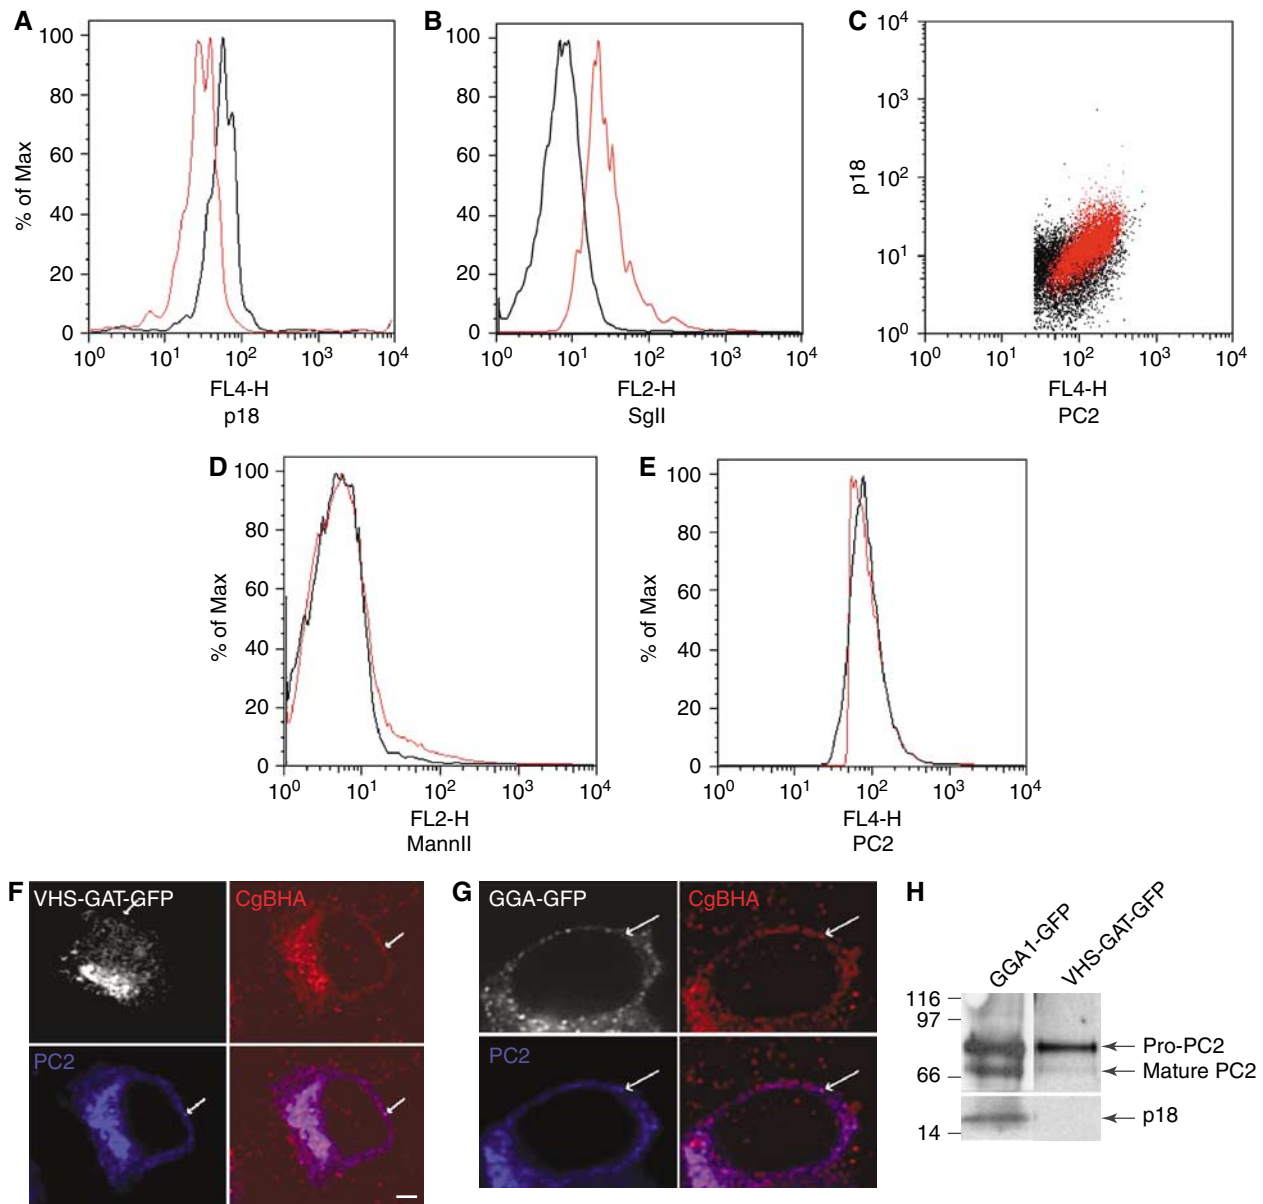 A
100
80
60
40
20
0
% of Max
10^0 10^1 10^2 10^3 10^4
FL4-H
p18
B
100
80
60
40
20
0
10^0 10^1 10^2 10^3 10^4
FL2-H
SgII
C
10^4
10^3
10^2
10^1
10^0
p18
10^0 10^1 10^2 10^3 10^4
FL4-H
PC2
D
100
80
60
40
20
0
% of Max
10^0 10^1 10^2 10^3 10^4
FL2-H
MannII
E
100
80
60
40
20
0
% of Max
10^0 10^1 10^2 10^3 10^4
FL4-H
PC2
F
VHS-GAT-GFP
CgBHA
PC2
G
GGA-GFP
CgBHA
PC2
H
GGA1-GFP
VHS-GAT-GFP
116
97
66
14
Pro-PC2
Mature PC2
p18